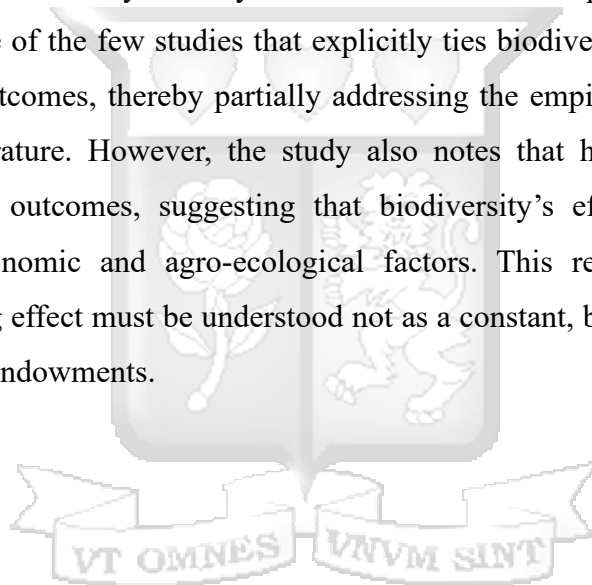 e of the few studies that explicitly ties biodive
tcomes, thereby partially addressing the empi
rature. However, the study also notes that h
outcomes, suggesting that biodiversity’s ef
nomic and agro-ecological factors. This re
g effect must be understood not as a constant, b
ndowments.
VT OMNES VNVM SINT